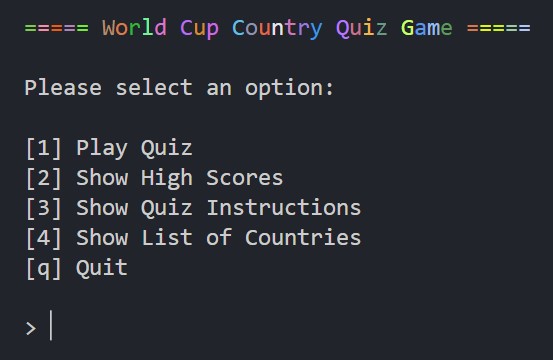 ===== World Cup Country Quiz Game =====
Please select an option:
[1] Play Quiz
[2] Show High Scores
[3] Show Quiz Instructions
[4] Show List of Countries
[q] Quit
>